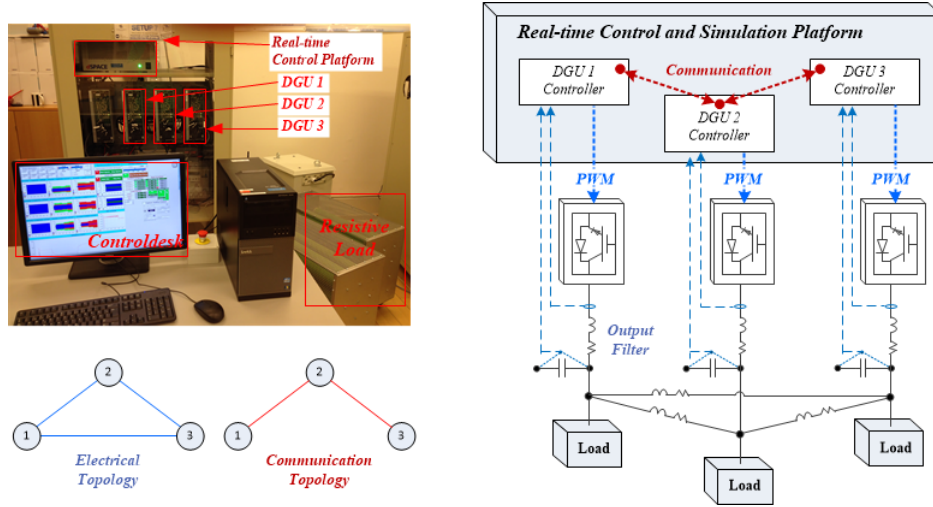 SETUP
dSPACE
Real-time
Control Platform
DGU 1
DGU 2
DGU 3
Controldesk
Resistive
Load
1
2
3
Electrical
Topology
1
2
3
Communication
Topology
Real-time Control and Simulation Platform
DGU 1
Controller
Communication
DGU 2
Controller
DGU 3
Controller
PWM
PWM
PWM
Output
Filter
Load
Load
Load